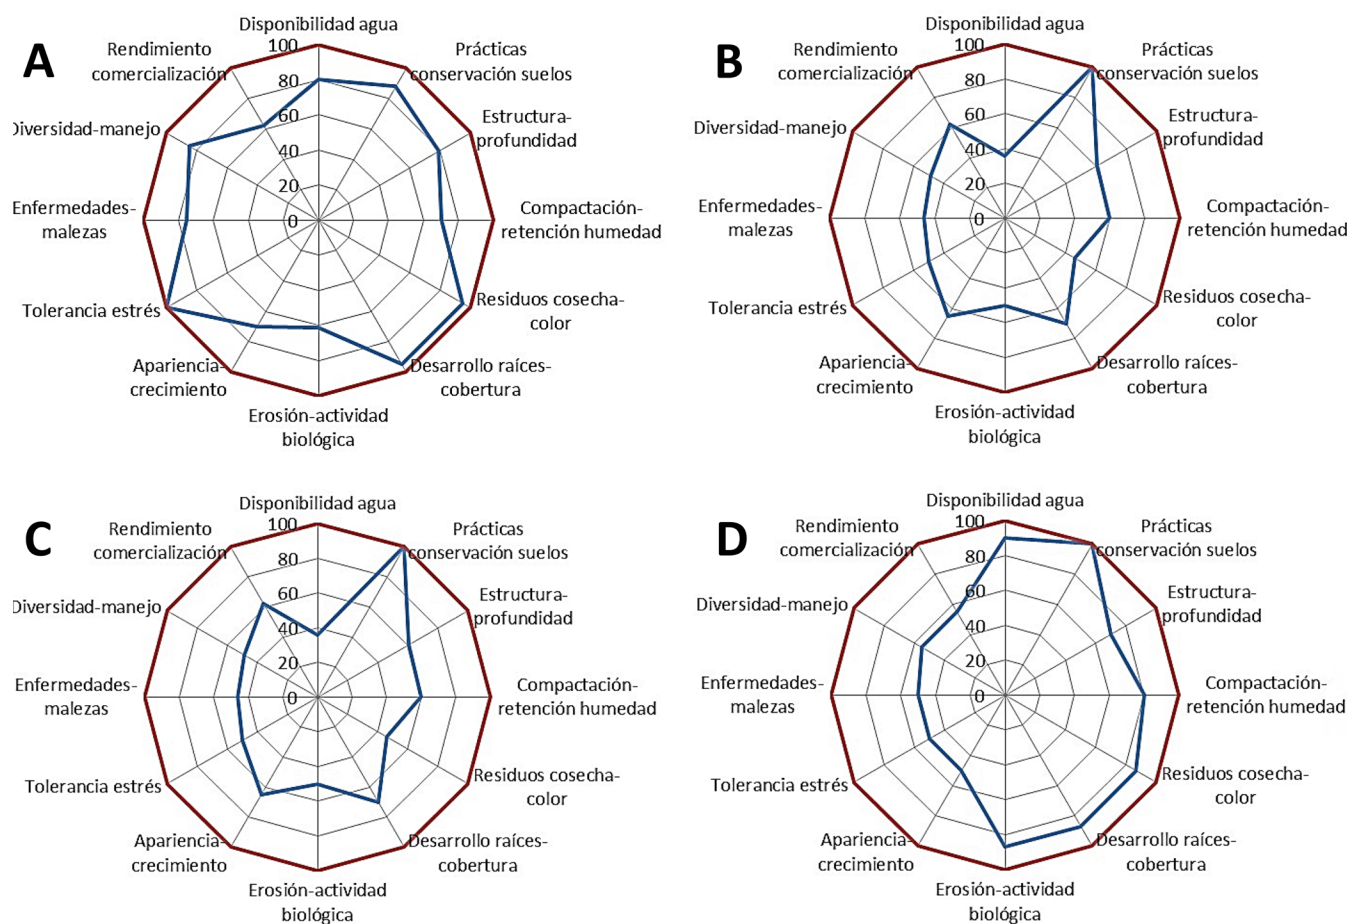 A
Disponibilidad agua
Prácticas
conservación suelos
Estructura-
profundidad
Compactación-
retención humedad
Residuos cosecha-
color
Desarrollo raíces-
cobertura
Erosión-actividad
biológica
Apariencia-
crecimiento
Tolerancia estrés
Enfermedades-
malezas
Diversidad-manejo
Rendimiento
comercialización
100
80
60
40
20
0
B
Disponibilidad agua
Prácticas
conservación suelos
Estructura-
profundidad
Compactación-
retención humedad
Residuos cosecha-
color
Desarrollo raíces-
cobertura
Erosión-actividad
biológica
Apariencia-
crecimiento
Tolerancia estrés
Enfermedades-
malezas
Diversidad-manejo
Rendimiento
comercialización
100
80
60
40
20
0
C
Disponibilidad agua
Prácticas
conservación suelos
Estructura-
profundidad
Compactación-
retención humedad
Residuos cosecha-
color
Desarrollo raíces-
cobertura
Erosión-actividad
biológica
Apariencia-
crecimiento
Tolerancia estrés
Enfermedades-
malezas
Diversidad-manejo
Rendimiento
comercialización
100
80
60
40
20
0
D
Disponibilidad agua
Prácticas
conservación suelos
Estructura-
profundidad
Compactación-
retención humedad
Residuos cosecha-
color
Desarrollo raíces-
cobertura
Erosión-actividad
biológica
Apariencia-
crecimiento
Tolerancia estrés
Enfermedades-
malezas
Diversidad-manejo
Rendimiento
comercialización
100
80
60
40
20
0